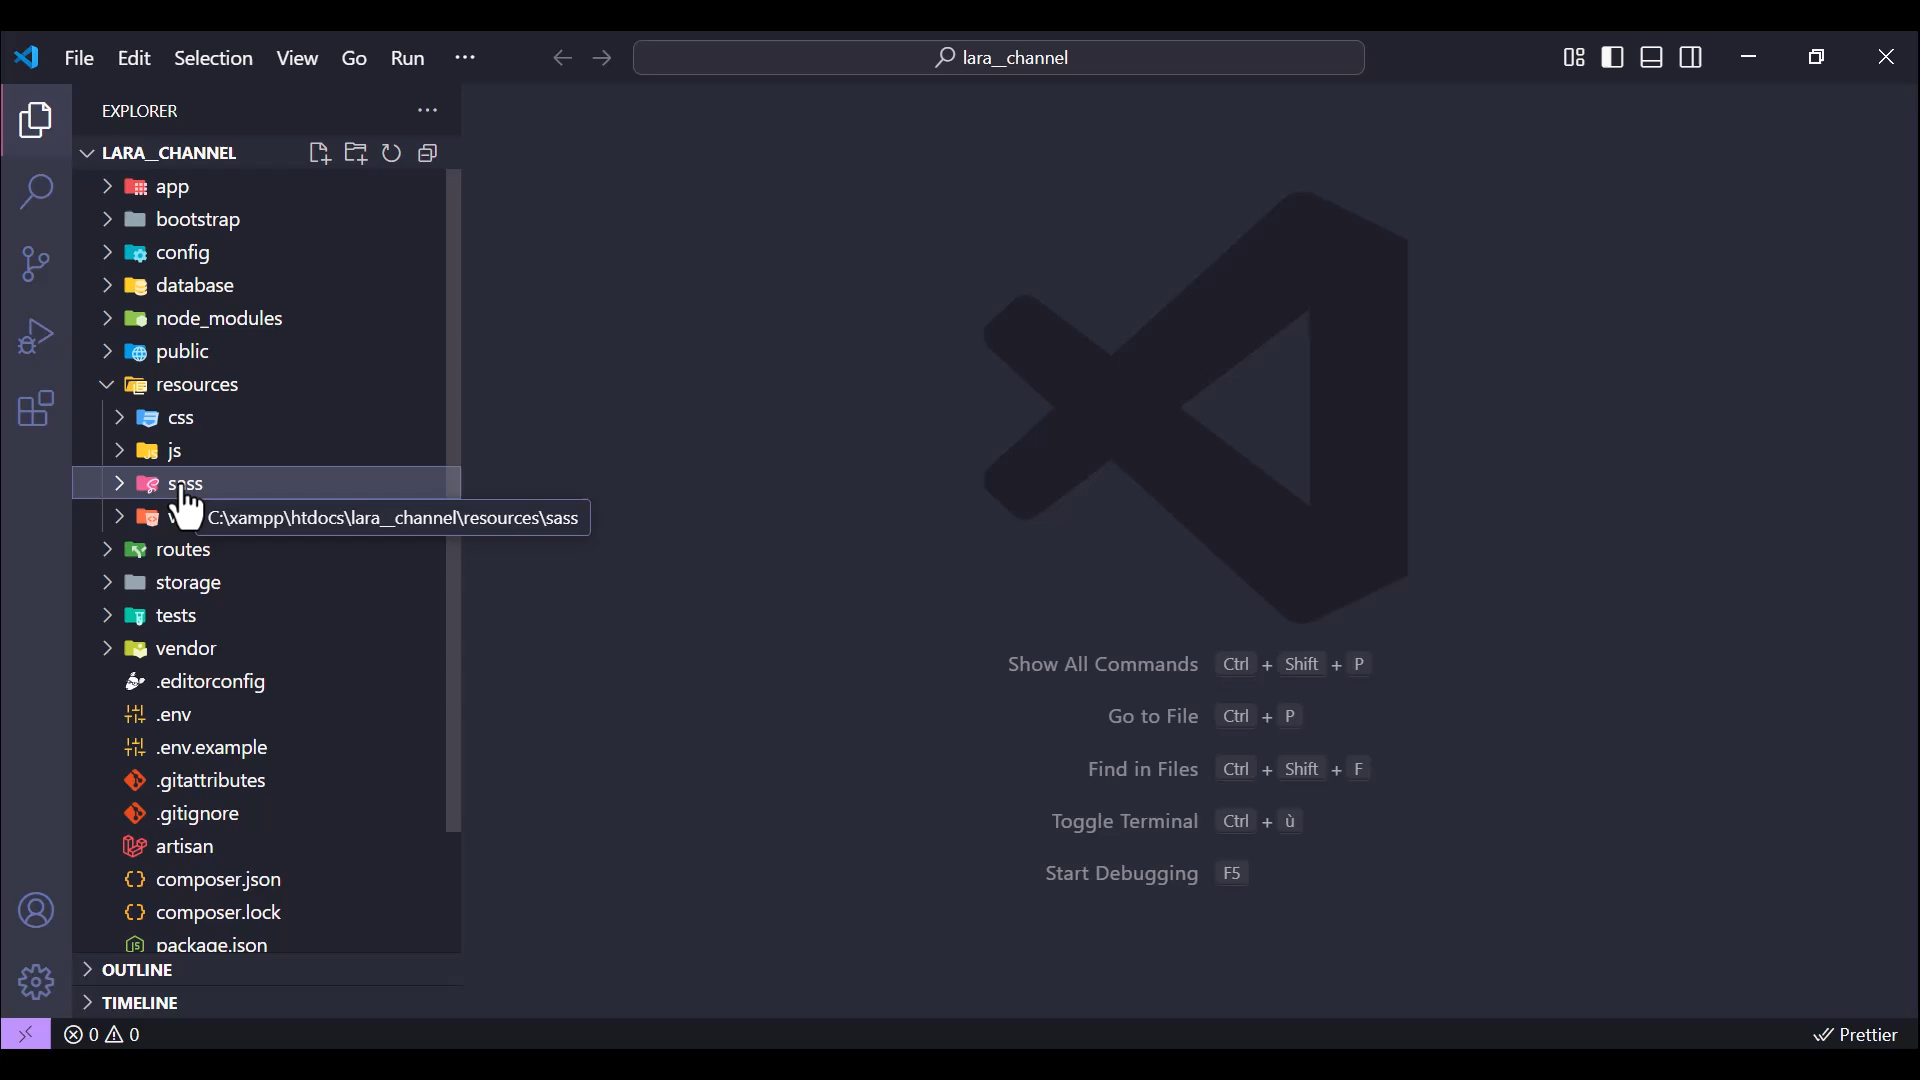 File Edit Selection View Go Run ···
lara__channel
EXPLORER
LARA__CHANNEL
app
bootstrap
config
database
node_modules
public
resources
css
js
sass
C:\xampp\htdocs\lara__channel\resources\sass
routes
storage
tests
vendor
.editorconfig
.env
.env.example
.gitattributes
.gitignore
artisan
composer.json
composer.lock
package.json
OUTLINE
TIMELINE
Show All Commands Ctrl + Shift + P
Go to File Ctrl + P
Find in Files Ctrl + Shift + F
Toggle Terminal Ctrl + ù
Start Debugging F5
0 0
Prettier